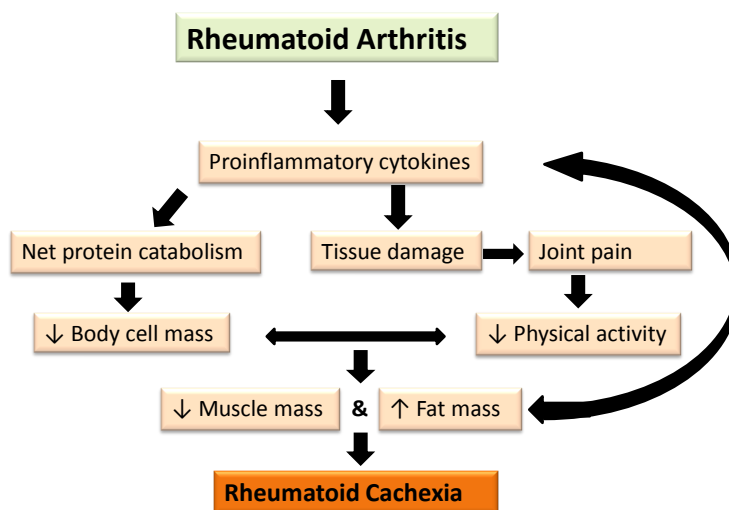 Rheumatoid Arthritis
Proinflammatory cytokines
Net protein catabolism
Tissue damage
Joint pain
↓ Body cell mass
↓ Physical activity
↓ Muscle mass & ↑ Fat mass
Rheumatoid Cachexia